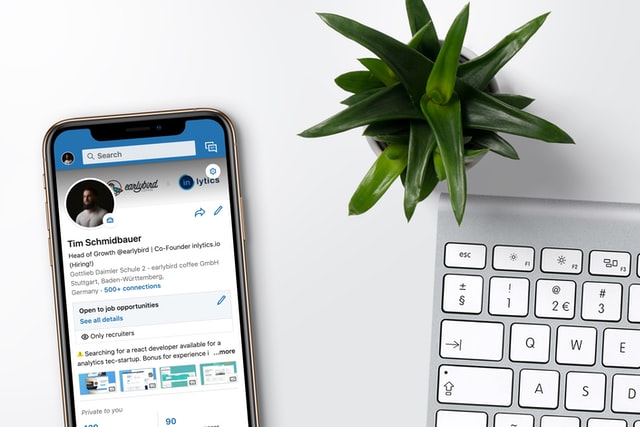 Search
earlybird
in lytics
Tim Schmidbauer
Head of Growth @earlybird | Co-Founder inlytics.io
(Hiring!)
Gottlieb Daimler Schule 2 - earlybird coffee GmbH
Stuttgart, Baden-Württemberg,
Germany · 500+ connections
Open to job opportunities
See all details
Only recruiters
⚠ Searching for a react developer available for a
analytics tec-startup. Bonus for experience i ...more
Private to you
90
esc
F1
F2
F3
±
§
!
1
@
2 €
#
3
Q
W
E
A
S
D